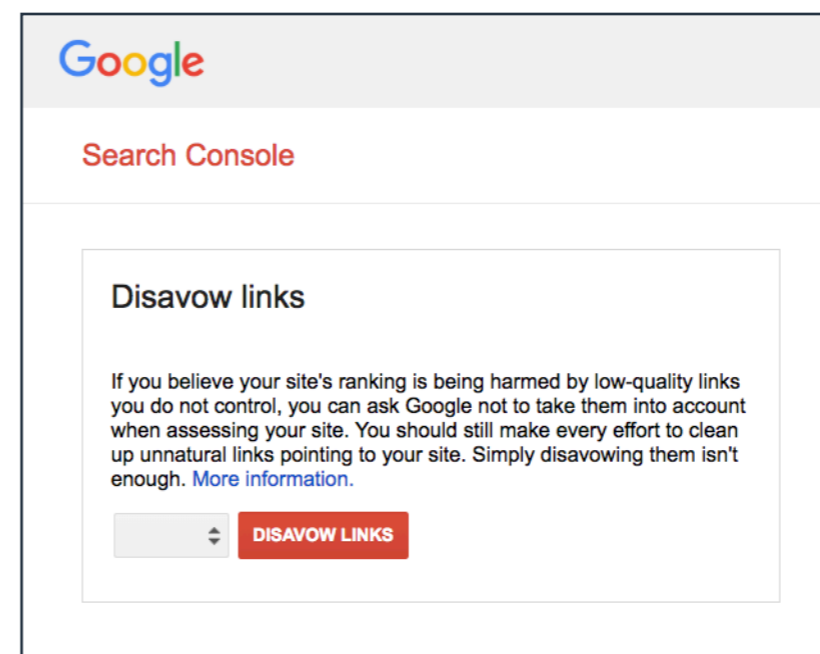 Google
Search Console
Disavow links
If you believe your site's ranking is being harmed by low-quality links
you do not control, you can ask Google not to take them into account
when assessing your site. You should still make every effort to clean
up unnatural links pointing to your site. Simply disavowing them isn't
enough. More information.
DISAVOW LINKS